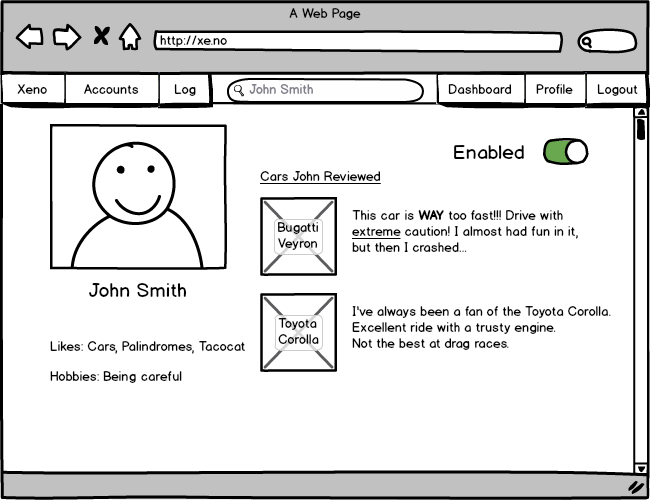 A Web Page
http://xe.no
Xeno
Accounts
Log
John Smith
Dashboard
Profile
Logout
Enabled
Cars John Reviewed
Bugatti
Veyron
This car is WAY too fast!!! Drive with
extreme caution! I almost had fun in it,
but then I crashed...
John Smith
Toyota
Corolla
I've always been a fan of the Toyota Corolla.
Excellent ride with a trusty engine.
Not the best at drag races.
Likes: Cars, Palindromes, Tacocat
Hobbies: Being careful